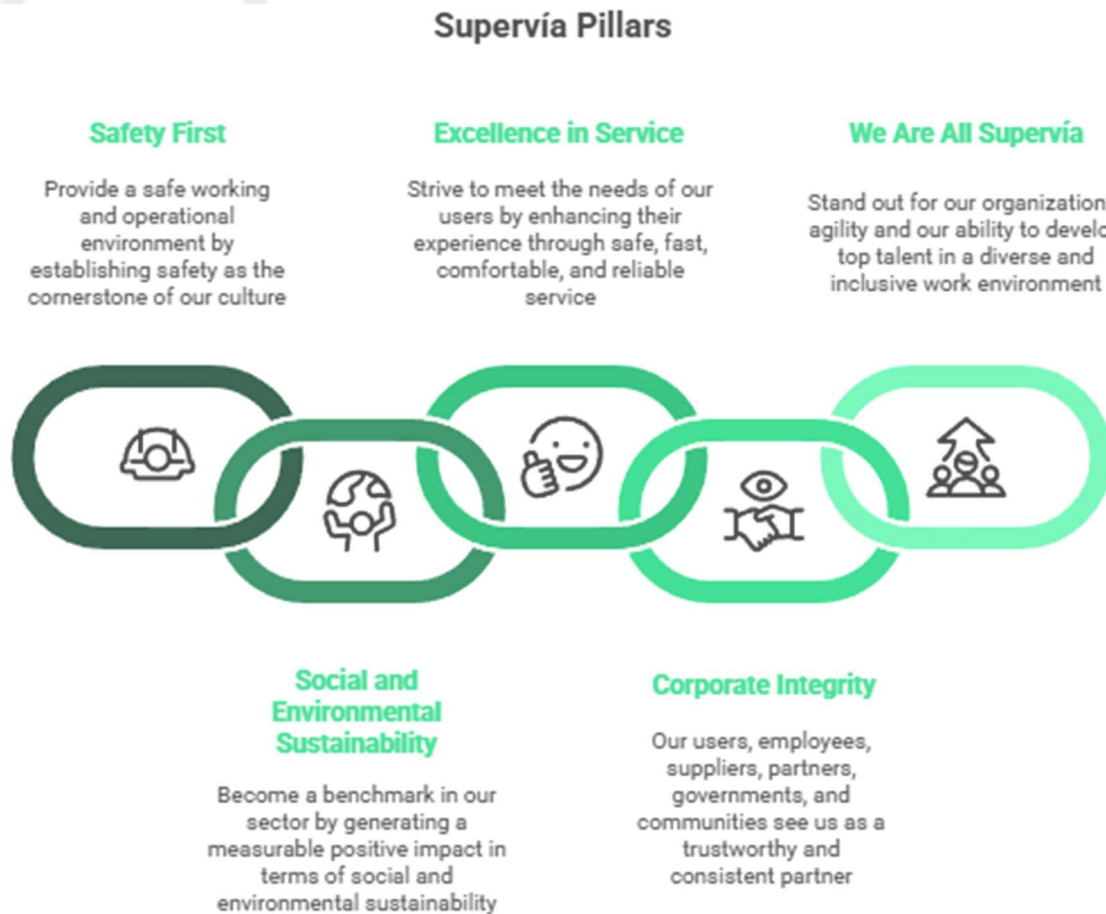 Supervía Pillars
Safety First
Provide a safe working
and operational
environment by
establishing safety as the
cornerstone of our culture
Excellence in Service
Strive to meet the needs of our
users by enhancing their
experience through safe, fast,
comfortable, and reliable
service
We Are All Supervía
Stand out for our organization
agility and our ability to develo
top talent in a diverse and
inclusive work environment
Social and
Environmental
Sustainability
Become a benchmark in our
sector by generating a
measurable positive impact in
terms of social and
environmental sustainability
Corporate Integrity
Our users, employees,
suppliers, partners,
governments, and
communities see us as a
trustworthy and
consistent partner